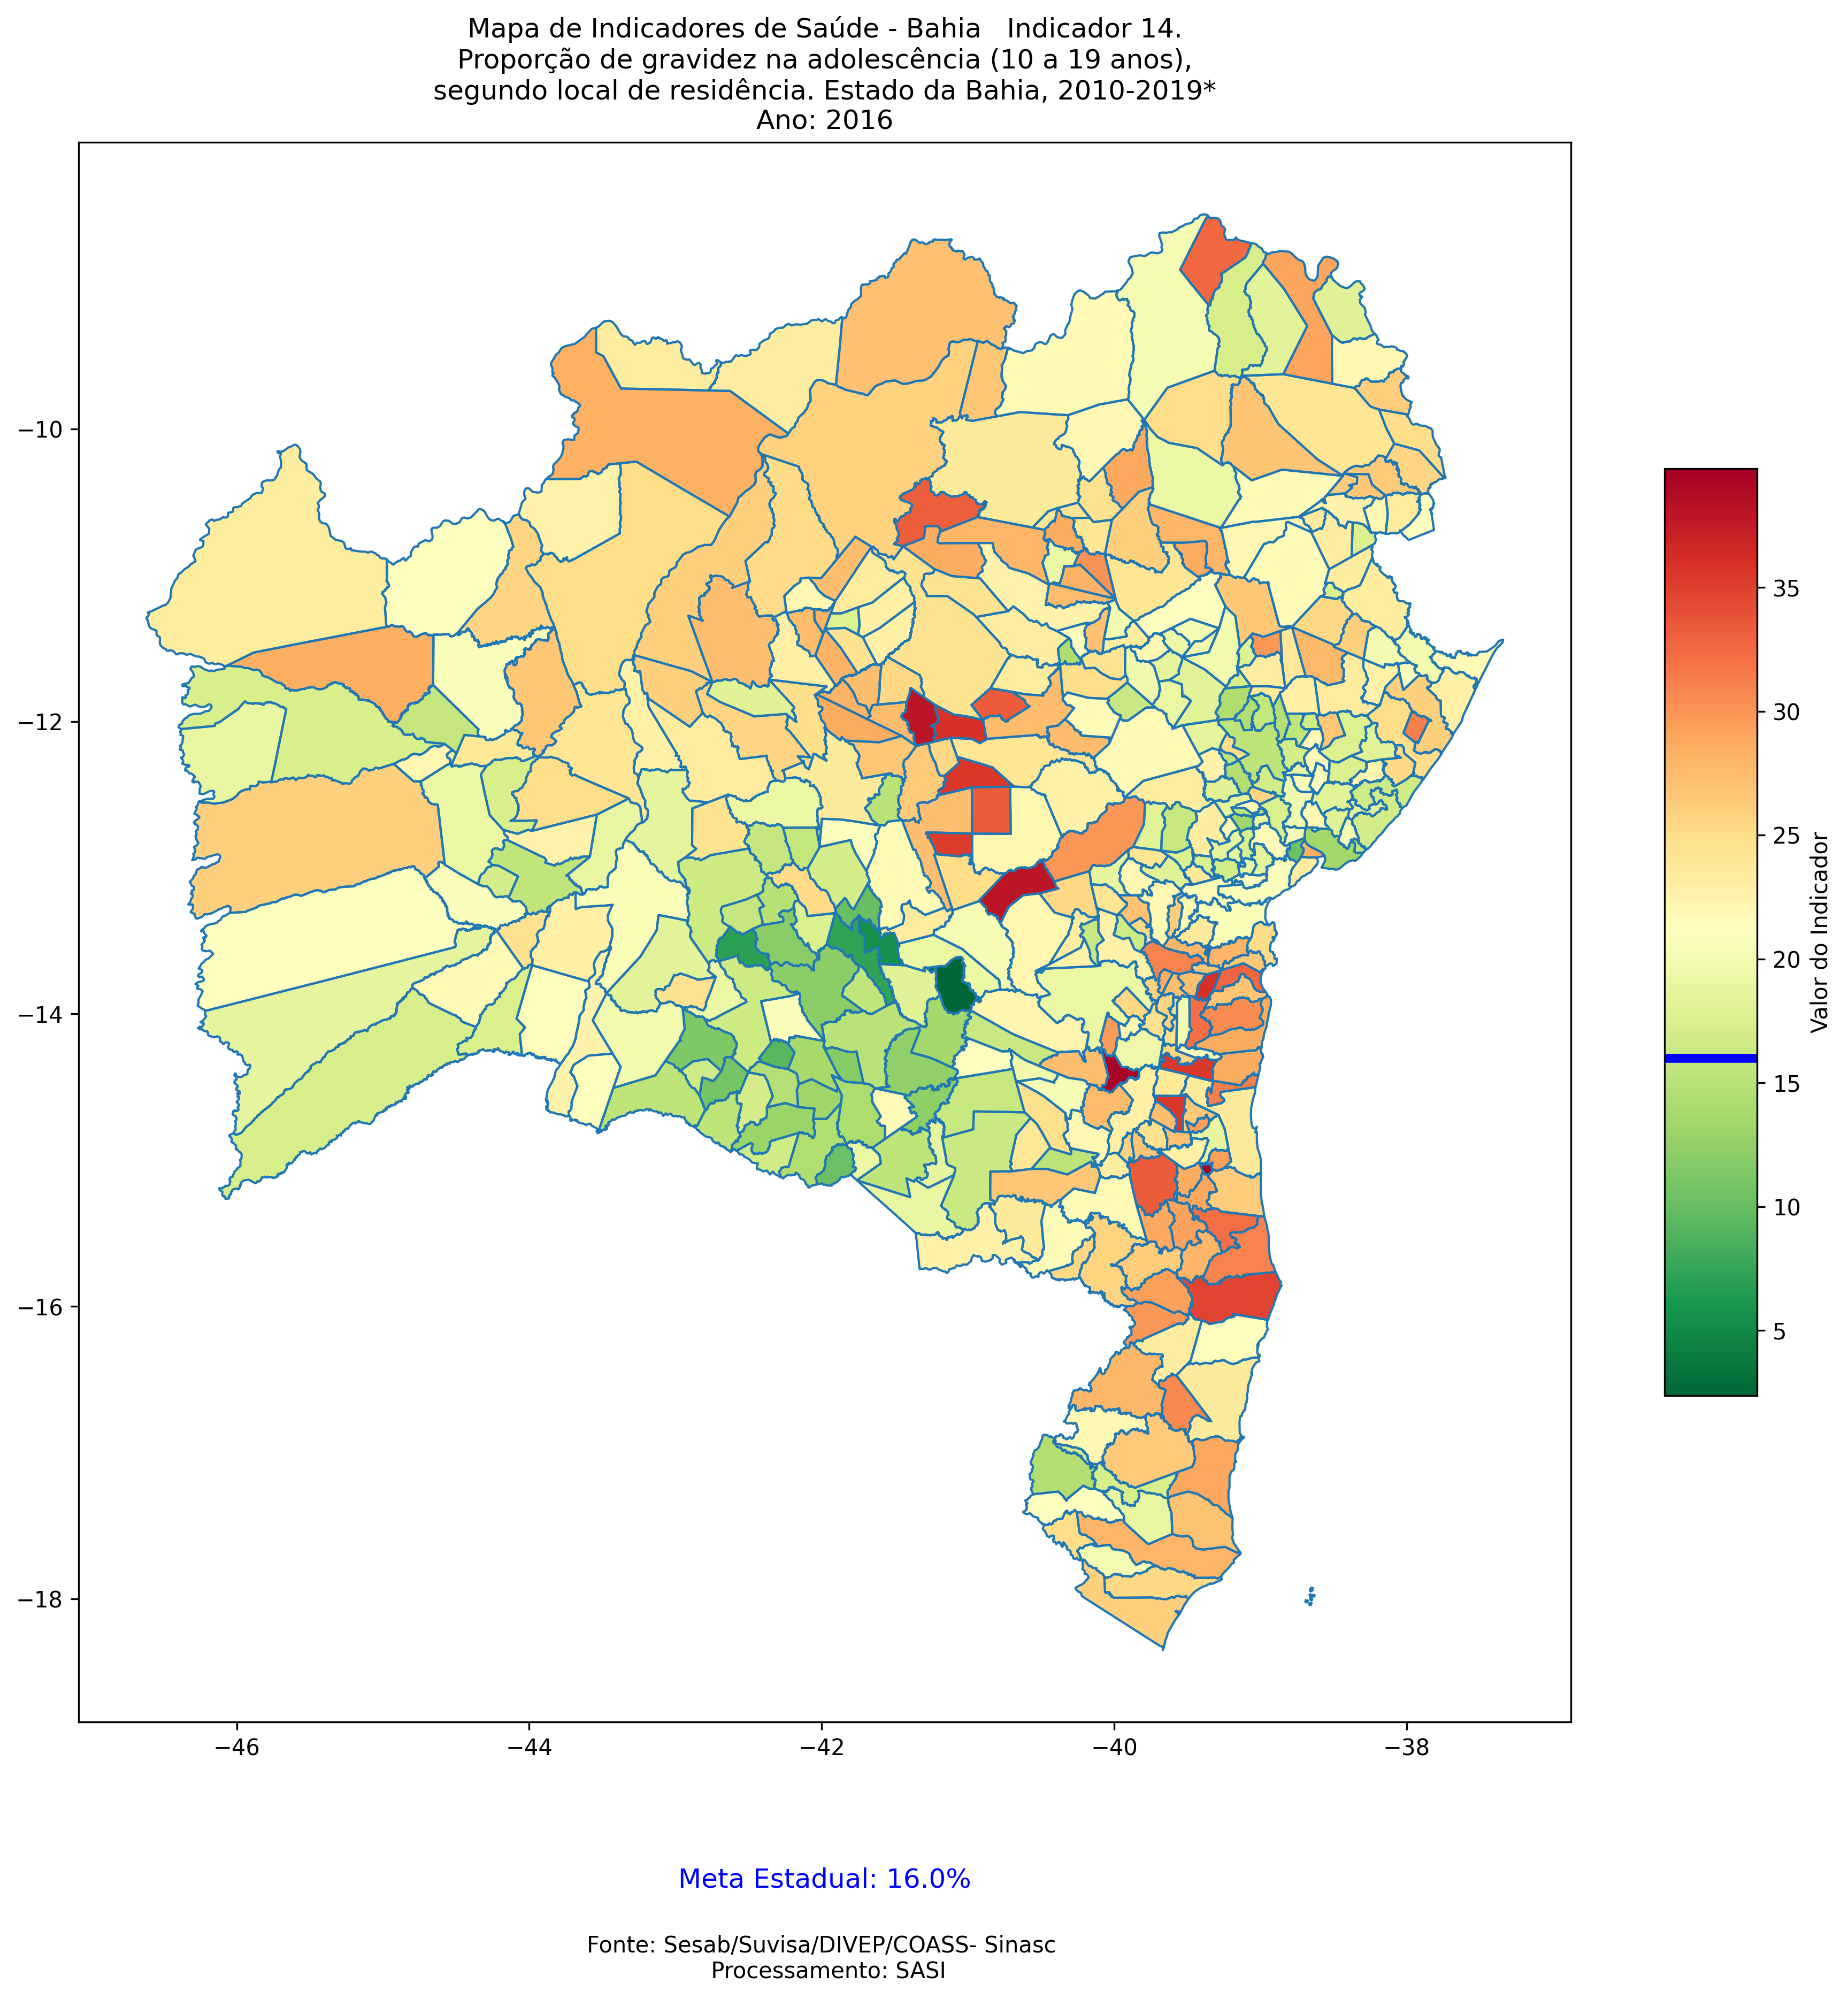 Mapa de Indicadores de Saúde - Bahia   Indicador 14.
Proporção de gravidez na adolescência (10 a 19 anos),
segundo local de residência. Estado da Bahia, 2010-2019*
Ano: 2016
−10
−12
−14
−16
−18
−46
−44
−42
−40
−38
35
30
25
20
15
10
5
Valor do Indicador
Meta Estadual: 16.0%
Fonte: Sesab/Suvisa/DIVEP/COASS- Sinasc
Processamento: SASI